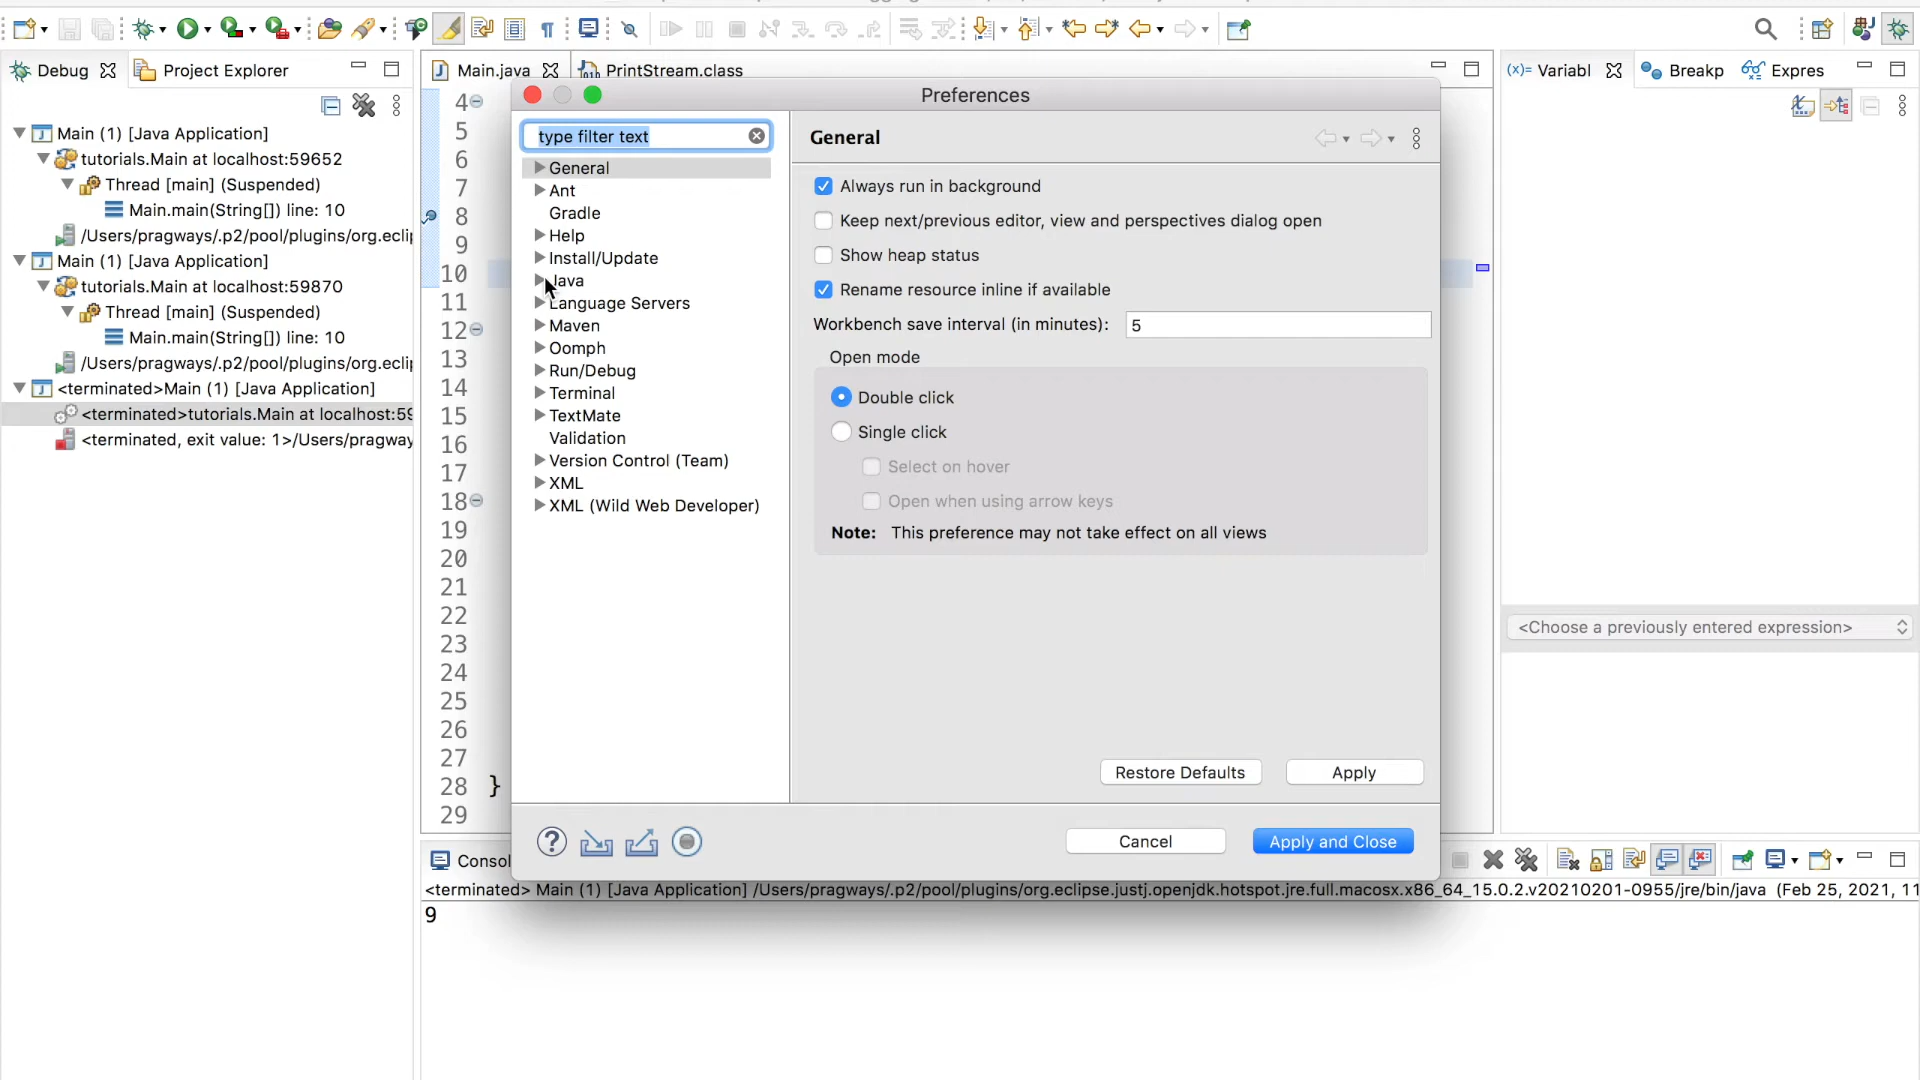 Debug
Project Explorer
Main (1) [Java Application]
tutorials.Main at localhost:59652
Thread [main] (Suspended)
Main.main(String[]) line: 10
/Users/pragways/.p2/pool/plugins/org.ecli
Main (1) [Java Application]
tutorials.Main at localhost:59870
Thread [main] (Suspended)
Main.main(String[]) line: 10
/Users/pragways/.p2/pool/plugins/org.ecli
<terminated>Main (1) [Java Application]
<terminated>tutorials.Main at localhost:59
<terminated, exit value: 1>/Users/pragway
Main.java
PrintStream.class
4
5
6
7
8
9
10
11
12
13
14
15
16
17
18
19
20
21
22
23
24
25
26
27
28 }
29
Preferences
type filter text
General
Ant
Gradle
Help
Install/Update
Java
Language Servers
Maven
Oomph
Run/Debug
Terminal
TextMate
Validation
Version Control (Team)
XML
XML (Wild Web Developer)
General
Always run in background
Keep next/previous editor, view and perspectives dialog open
Show heap status
Rename resource inline if available
Workbench save interval (in minutes): 5
Open mode
Double click
Single click
Select on hover
Open when using arrow keys
Note: This preference may not take effect on all views
Restore Defaults
Apply
Cancel
Apply and Close
(x)= Variabl
Breakp
Expres
<Choose a previously entered expression>
Consol
<terminated> Main (1) [Java Application] /Users/pragways/.p2/pool/plugins/org.eclipse.justj.openjdk.hotspot.jre.full.macosx.x86_64_15.0.2.v20210201-0955/jre/bin/java (Feb 25, 2021, 11
9